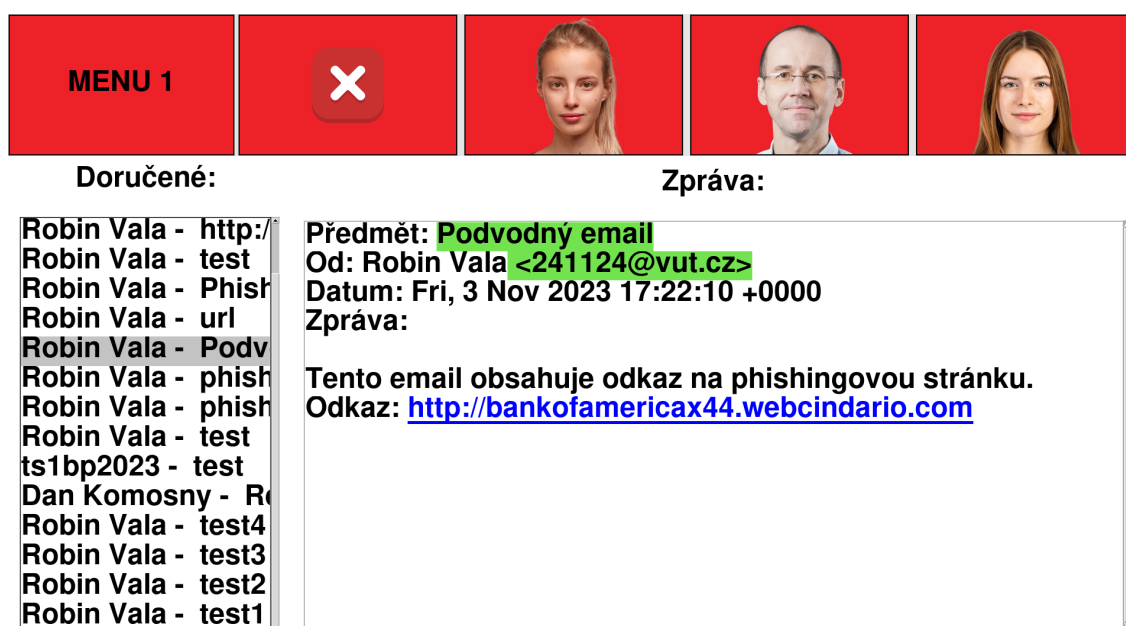 MENU 1
Doručené:
Zpráva:
Robin Vala - http:/
Robin Vala - test
Robin Vala - Phish
Robin Vala - url
Robin Vala - Podv
Robin Vala - phish
Robin Vala - phish
Robin Vala - test
ts1bp2023 - test
Dan Komosny - Re
Robin Vala - test4
Robin Vala - test3
Robin Vala - test2
Robin Vala - test1
Předmět: Podvodný email
Od: Robin Vala <241124@vut.cz>
Datum: Fri, 3 Nov 2023 17:22:10 +0000
Zpráva:
Tento email obsahuje odkaz na phishingovou stránku.
Odkaz: http://bankofamericax44.webcindario.com